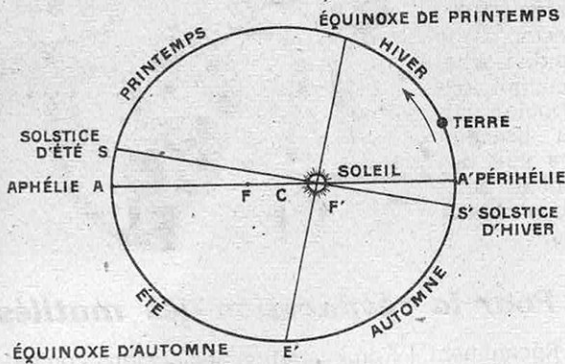 ÉQUINOXE DE PRINTEMPS
HIVER
PRINTEMPS
TERRE
SOLSTICE
D'ÉTÉ S
SOLEIL
APHÉLIE A
F C F'
A' PÉRIHÉLIE
S' SOLSTICE
D'HIVER
ÉTÉ
AUTOMNE
ÉQUINOXE D'AUTOMNE E'